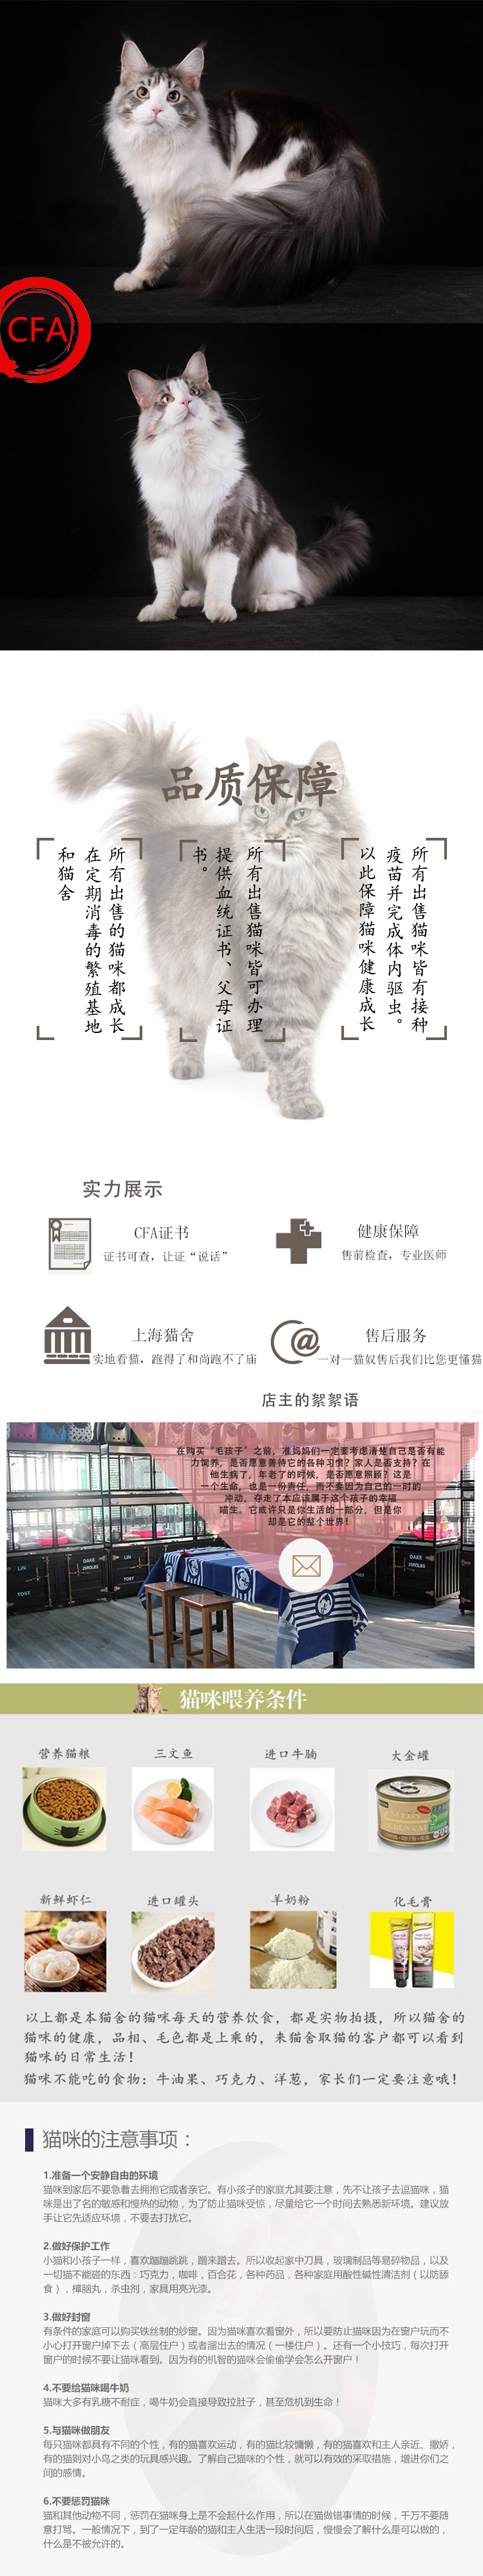 CFA
品质保障
所有出售猫咪皆有接种
疫苗并完成体内驱虫。
以此保障猫咪健康成长
所有出售猫咪皆可办理
提供血统证书、父母证
书。
所有出售的猫咪都成长
在定期消毒的繁殖基地
和猫舍
实力展示
CFA证书
证书可查，让证“说话”
健康保障
售前检查，专业医师
上海猫舍
实地看猫，跑得了和尚跑不了庙
售后服务
一对一猫奴售后我们比您更懂猫
店主的絮絮语
在购买“毛孩子”之前，准妈妈们一定要考虑清楚自己是否有能
力饲养，是否愿意善待它的各种习惯？家人是否支持？在
他生病了，年老了的时候，是否愿意照顾？这是
一个生命，也是一份责任，而不要因为自己的一时的
冲动，夺走了本应该属于这个孩子的幸福
喵生。它或许只是你生活的一部分，但是你
却是它的整个世界！
猫咪喂养条件
营养猫粮
三文鱼
进口牛腩
大金罐
新鲜虾仁
进口罐头
羊奶粉
化毛膏
以上都是本猫舍的猫咪每天的营养饮食，都是实物拍摄，所以猫舍的
猫咪的健康，品相、毛色都是上乘的，来猫舍取猫的客户都可以看到
猫咪的日常生活！
猫咪不能吃的食物：牛油果、巧克力、洋葱，家长们一定要注意哦！
猫咪的注意事项：
1.准备一个安静自由的环境
猫咪到家后不要急着去拥抱它或者亲它。有小孩子的家庭尤其要注意，先不让孩子去逗猫咪，猫
咪是出了名的敏感和慢热的动物，为了防止猫咪受惊，尽量给它一个时间去熟悉新环境。建议放
手让它先适应环境，不要去打扰它。
2.做好保护工作
小猫和小孩子一样，喜欢蹦蹦跳跳，蹭来蹭去。所以收起家中刀具，玻璃制品等易碎物品，以及
一切猫不能碰的东西：巧克力，咖啡，百合花，各种药品，各种家庭用酸性碱性清洁剂（以防舔
食），樟脑丸，杀虫剂，家具用亮光漆。
3.做好封窗
有条件的家庭可以购买铁丝制的纱窗。因为猫咪喜欢看窗外，所以要防止猫咪因为在窗户玩而不
小心打开窗户掉下去（高层住户）或者溜出去的情况（一楼住户）。还有一个小技巧，每次打开
窗户的时候不要让猫咪看到。因为有的机智的猫咪会偷偷学会怎么开窗户！
4.不要给猫咪喝牛奶
猫咪大多有乳糖不耐症，喝牛奶会直接导致拉肚子，甚至危机到生命！
5.与猫咪做朋友
每只猫咪都具有不同的个性，有的猫喜欢运动，有的猫比较慵懒，有的猫喜欢和主人亲近、撒娇，
有的猫则对小鸟之类的玩具感兴趣。了解自己猫咪的个性，就可以有效的采取措施，增进你们之
间的感情。
6.不要惩罚猫咪
猫和其他动物不同，惩罚在猫咪身上是不会起什么作用，所以在猫做错事情的时候，千万不要随
意打骂。一般情况下，到了一定年龄的猫和主人生活一段时间后，慢慢会了解什么是可以做的，
什么是不被允许的。